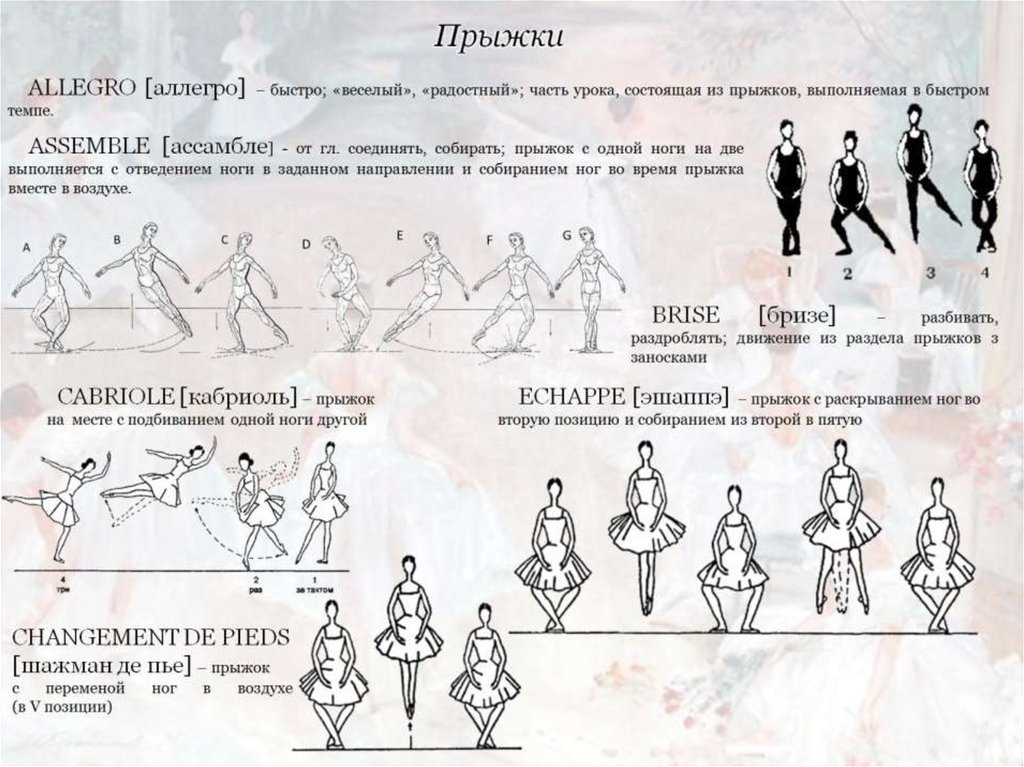 Прыжки
ALLEGRO [аллегро] – быстро; «веселый», «радостный»; часть урока, состоящая из прыжков, выполняемая в быстром
темпе.
ASSEMBLE [ассамбле] - от гл. соединять, собирать; прыжок с одной ноги на две
выполняется с отведением ноги в заданном направлении и собиранием ног во время прыжка
вместе в воздухе.
A B C D E F G
1 2 3 4
BRISE [бризе] – разбивать,
раздроблять; движение из раздела прыжков з
заносками
CABRIOLE [кабриоль] – прыжок
на месте с подбиванием одной ноги другой
ECHAPPE [эшаппэ] – прыжок с раскрыванием ног во
вторую позицию и собиранием из второй в пятую
4 2 1
три раз за тактом
CHANGEMENT DE PIEDS
[шажман де пье] – прыжок
с переменой ног в воздухе
(в V позиции)